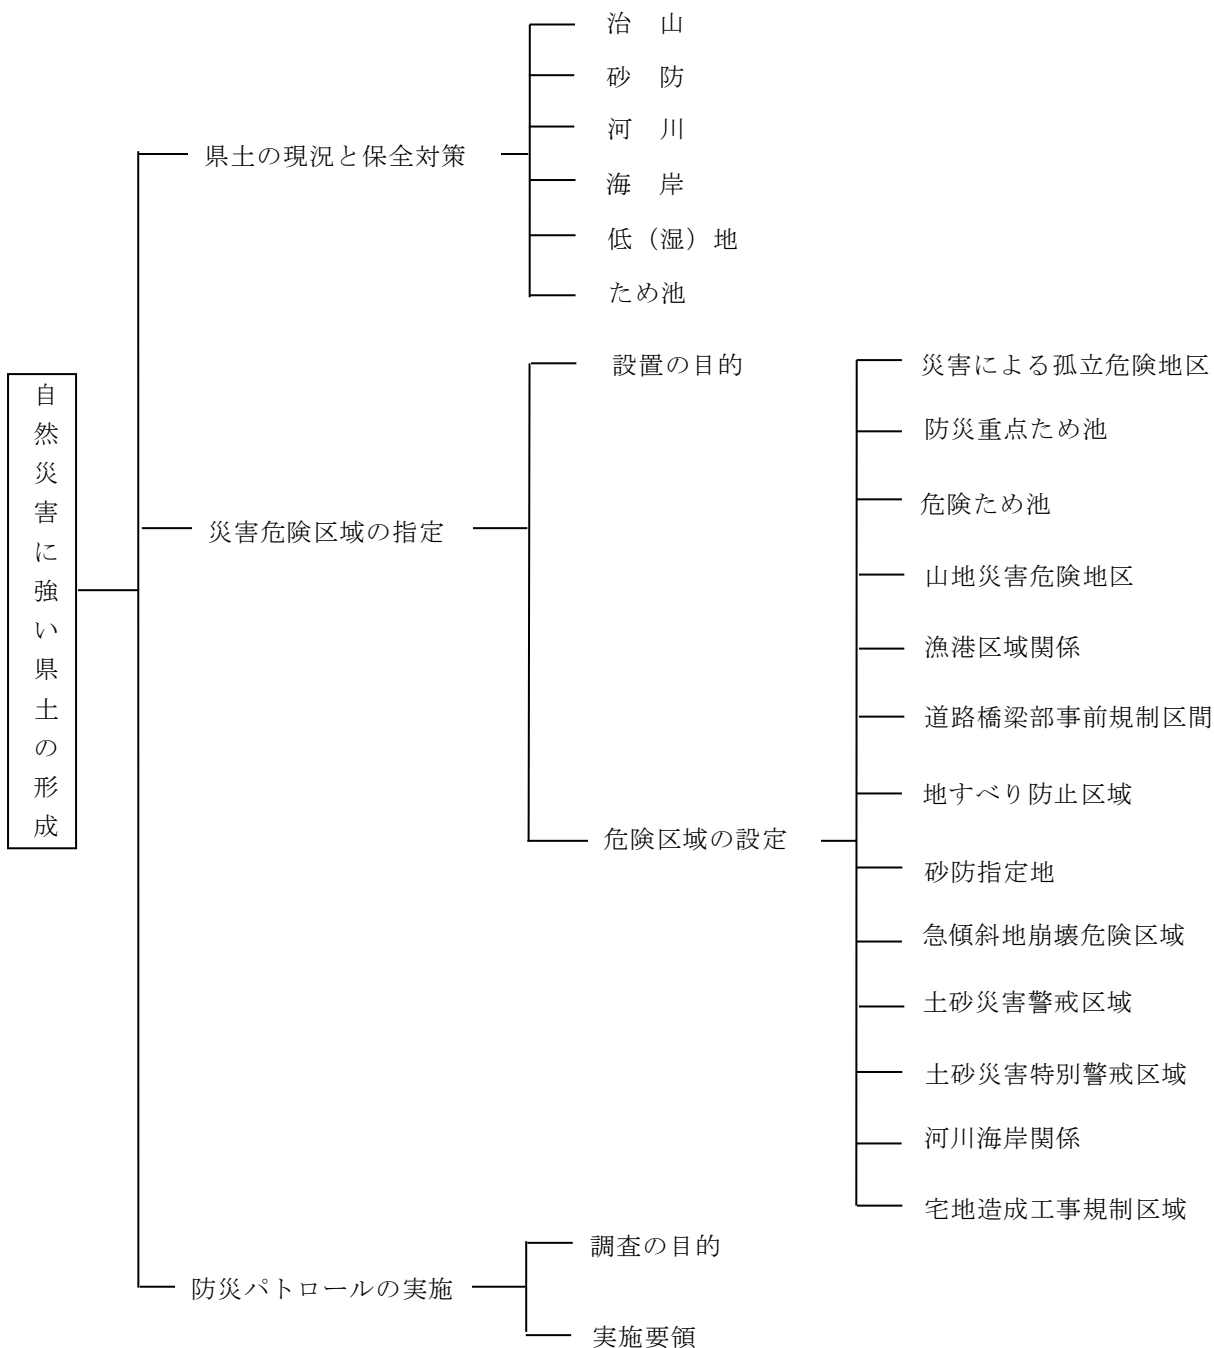 自然災害に強い県土の形成
県土の現況と保全対策
治　山
砂　防
河　川
海　岸
低（湿）地
ため池
災害危険区域の指定
設置の目的
危険区域の設定
災害による孤立危険地区
防災重点ため池
危険ため池
山地災害危険地区
漁港区域関係
道路橋梁部事前規制区間
地すべり防止区域
砂防指定地
急傾斜地崩壊危険区域
土砂災害警戒区域
土砂災害特別警戒区域
河川海岸関係
宅地造成工事規制区域
防災パトロールの実施
調査の目的
実施要領